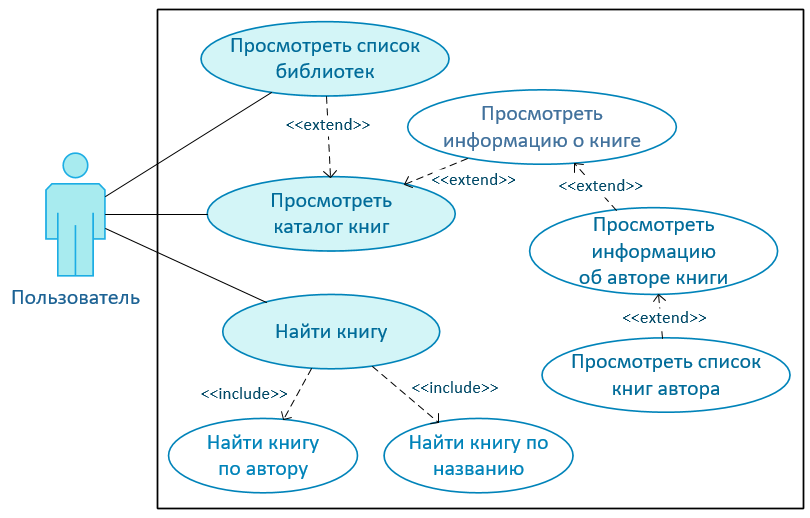 Просмотреть список
библиотек
<<extend>>
Просмотреть
информацию о книге
<<extend>>
<<extend>>
Просмотреть
каталог книг
Просмотреть
информацию
об авторе книги
Пользователь
<<extend>>
Найти книгу
Просмотреть список
книг автора
<<include>>
<<include>>
Найти книгу
по автору
Найти книгу по
названию